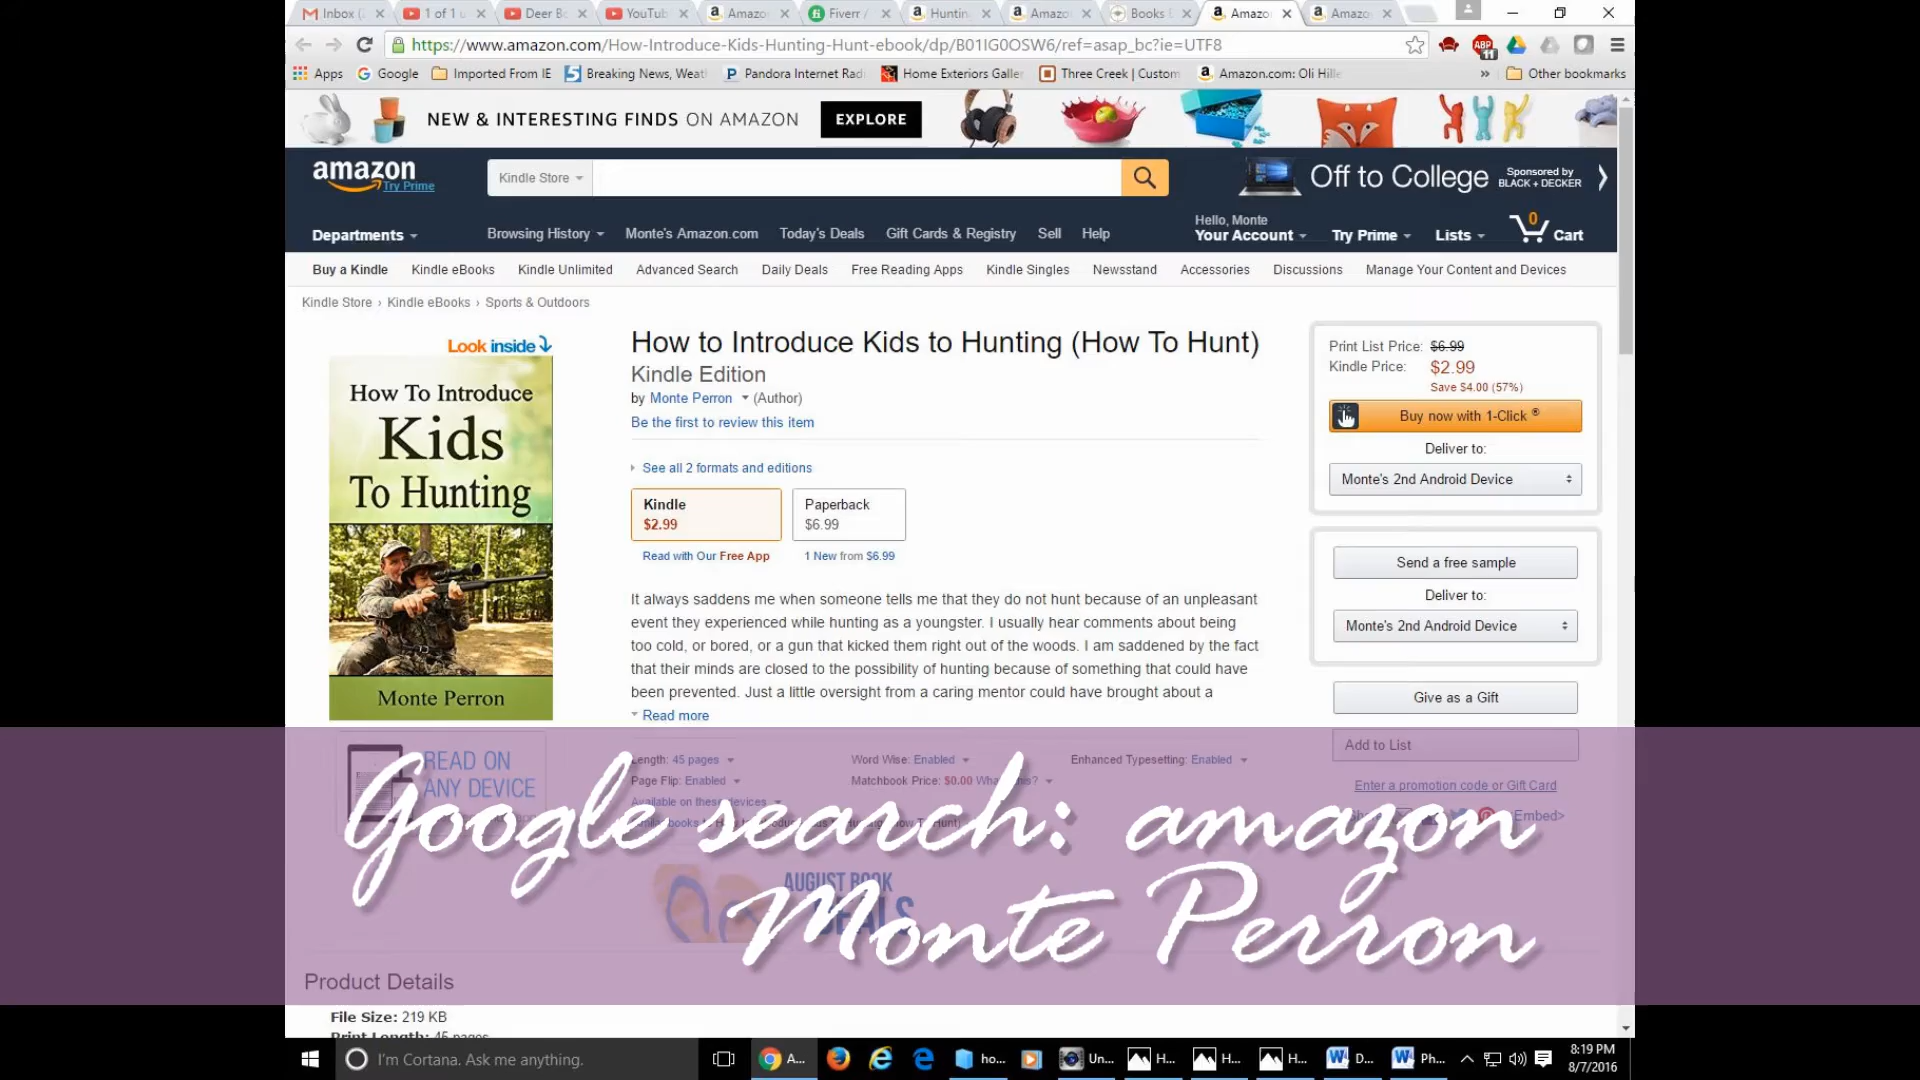 Inbox (
1 of 1 u
Deer B
YouTub
Amazo
Fiverr /
Huntin
Amazo
Books
Amazo
Amazo
https://www.amazon.com/How-Introduce-Kids-Hunting-Hunt-ebook/dp/B01IG0OSW6/ref=asap_bc?ie=UTF8
ABP
11
Apps
Google
Imported From IE
Breaking News, Weat
Pandora Internet Rad
Home Exteriors Galler
Three Creek | Custom
Amazon.com: Oli Hille
»
Other bookmarks
NEW & INTERESTING FINDS ON AMAZON
EXPLORE
amazon
Try Prime
Kindle Store
Off to College
Sponsored by
BLACK + DECKER
Departments
Browsing History
Monte's Amazon.com
Today's Deals
Gift Cards & Registry
Sell
Help
Hello, Monte
Your Account
Try Prime
Lists
0
Cart
Buy a Kindle
Kindle eBooks
Kindle Unlimited
Advanced Search
Daily Deals
Free Reading Apps
Kindle Singles
Newsstand
Accessories
Discussions
Manage Your Content and Devices
Kindle Store › Kindle eBooks › Sports & Outdoors
Look inside
How To Introduce
Kids
To Hunting
Monte Perron
How to Introduce Kids to Hunting (How To Hunt)
Kindle Edition
by Monte Perron (Author)
Be the first to review this item
See all 2 formats and editions
Kindle
$2.99
Paperback
$6.99
Read with Our Free App
1 New from $6.99
It always saddens me when someone tells me that they do not hunt because of an unpleasant
event they experienced while hunting as a youngster. I usually hear comments about being
too cold, or bored, or a gun that kicked them right out of the woods. I am saddened by the fact
that their minds are closed to the possibility of hunting because of something that could have
been prevented. Just a little oversight from a caring mentor could have brought about a
Read more
Print List Price: $6.99
Kindle Price: $2.99
Save $4.00 (57%)
Buy now with 1-Click ®
Deliver to:
Monte's 2nd Android Device
Send a free sample
Deliver to:
Monte's 2nd Android Device
Give as a Gift
Add to List
Enter a promotion code or Gift Card
Embed>
READ ON
ANY DEVICE
Length: 45 pages
Word Wise: Enabled
Enhanced Typesetting: Enabled
Page Flip: Enabled
Matchbook Price: $0.00
Available on these devices
Google search: amazon
Monte Perron
AUGUST BOOK
DEALS
Product Details
File Size: 219 KB
Print Length: 45 pages
I'm Cortana. Ask me anything.
A...
ho...
Un...
H...
H...
H...
D...
Ph...
8:19 PM
8/7/2016